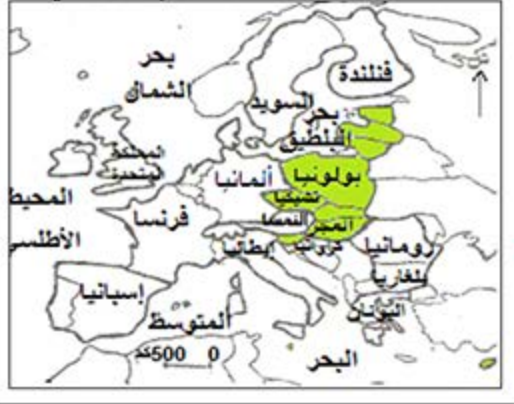 بحر
الشمال
فنلندة
السويد
بحر
البلطيق
المملكة
المتحدة
المحيط
الأطلسي
ألمانيا
بولونيا
تشيكيا
فرنسا
النمسا
المجر
إيطاليا
كرواتيا
رومانيا
بلغاريا
إسبانيا
اليونان
المتوسط
البحر
0 500كم